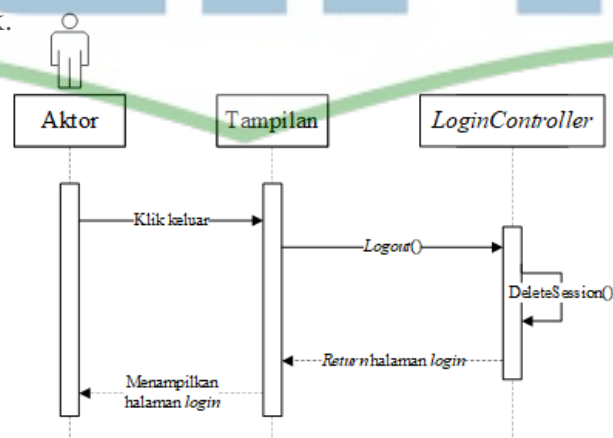 k.
Aktor
Tampilan
LoginController
Klik keluar
Logout()
DeleteSession()
Return halaman login
Menampilkan
halaman login